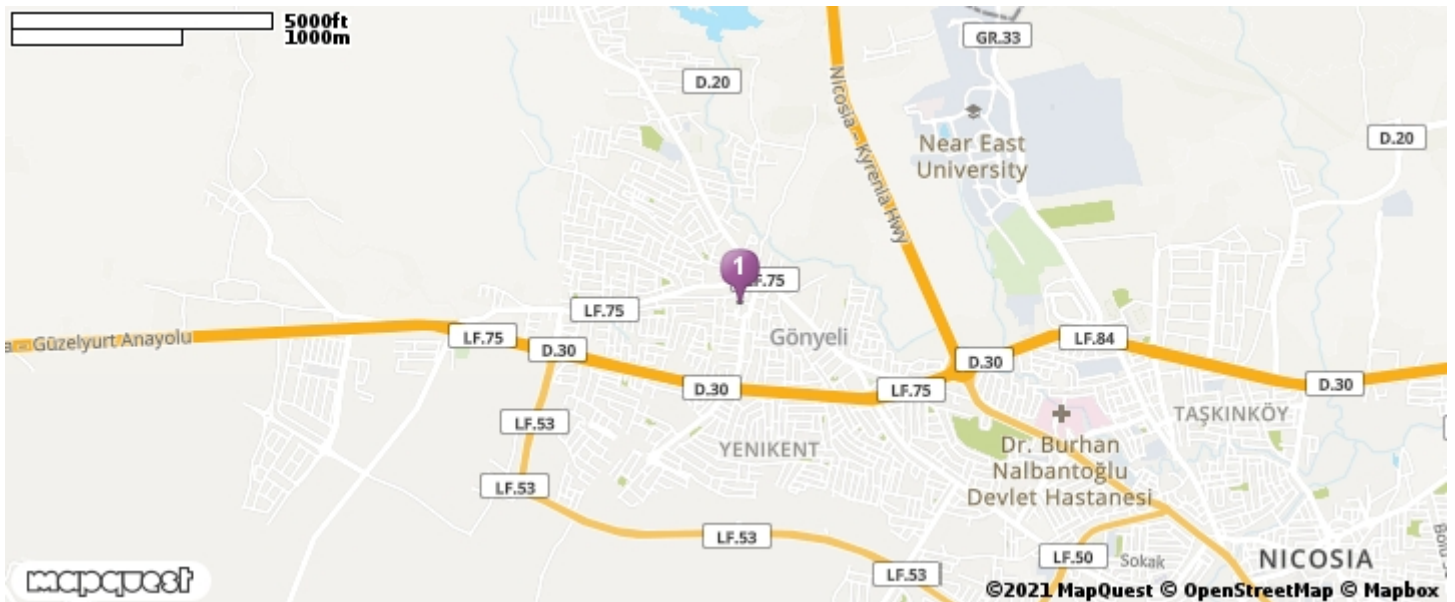 5000ft
1000m
GR.33
D.20
Nicosia - Kyrenia Hwy
Near East
University
D.20
1
LF.75
LF.75
Gönyeli
a - Güzelyurt Anayolu
LF.75
D.30
D.30
LF.84
D.30
D.30
LF.75
LF.53
YENIKENT
TAŞKINKÖY
Dr. Burhan
Nalbantoğlu
Devlet Hastanesi
LF.53
LF.53
LF.50
Sokak
NICOSIA
LF.53
mapquest
©2021 MapQuest © OpenStreetMap © Mapbox